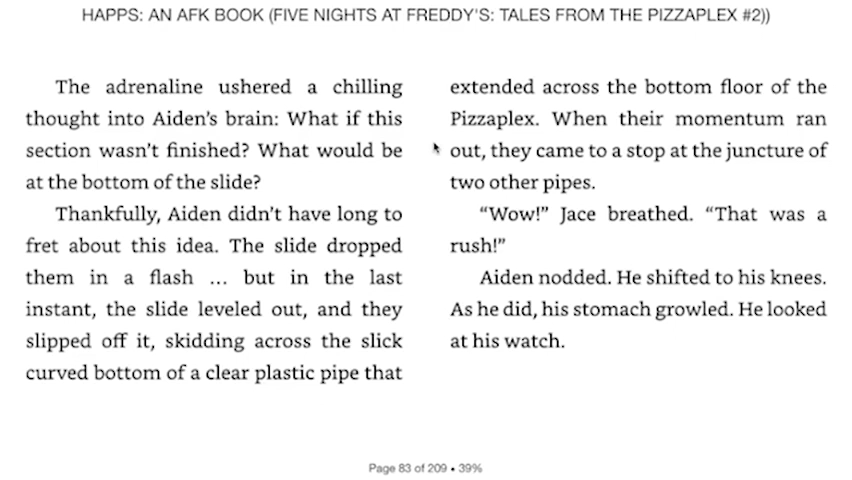 HAPPS: AN AFK BOOK (FIVE NIGHTS AT FREDDY'S: TALES FROM THE PIZZAPLEX #2))
The adrenaline ushered a chilling
thought into Aiden’s brain: What if this
section wasn’t finished? What would be
at the bottom of the slide?
Thankfully, Aiden didn’t have long to
fret about this idea. The slide dropped
them in a flash ... but in the last
instant, the slide leveled out, and they
slipped off it, skidding across the slick
curved bottom of a clear plastic pipe that
extended across the bottom floor of the
Pizzaplex. When their momentum ran
out, they came to a stop at the juncture of
two other pipes.
“Wow!” Jace breathed. “That was a
rush!”
Aiden nodded. He shifted to his knees.
As he did, his stomach growled. He looked
at his watch.
Page 83 of 209 • 39%